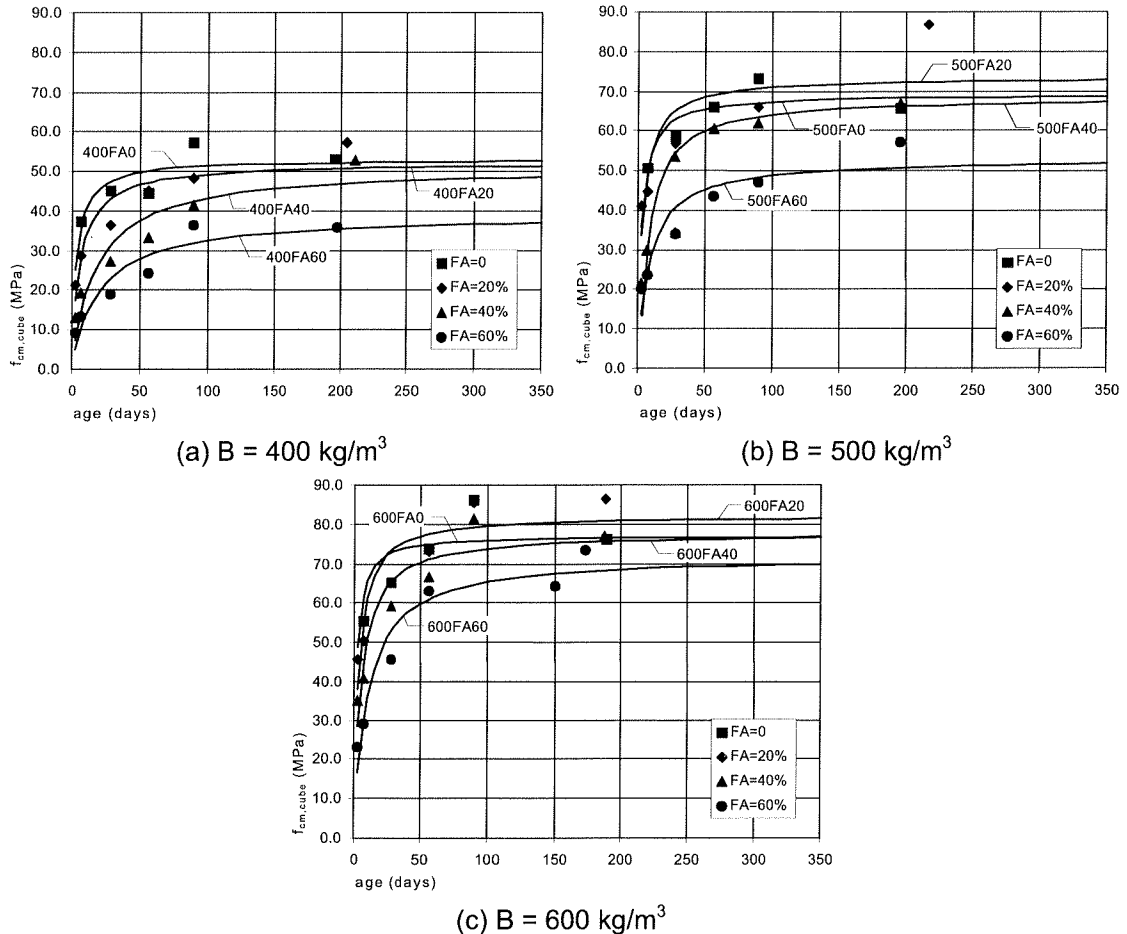 90.0
80.0
70.0
60.0
50.0
40.0
30.0
20.0
10.0
0.0
f cm,cube (MPa)
0 50 100 150 200 250 300 350
age (days)
400FA0
400FA20
400FA40
400FA60
FA=0
FA=20%
FA=40%
FA=60%
(a) B = 400 kg/m³
90.0
80.0
70.0
60.0
50.0
40.0
30.0
20.0
10.0
0.0
f cm,cube (MPa)
0 50 100 150 200 250 300 350
age (days)
500FA20
500FA0
500FA40
500FA60
FA=0
FA=20%
FA=40%
FA=60%
(b) B = 500 kg/m³
90.0
80.0
70.0
60.0
50.0
40.0
30.0
20.0
10.0
0.0
f cm,cube (MPa)
0 50 100 150 200 250 300 350
age (days)
600FA20
600FA0
600FA40
600FA60
FA=0
FA=20%
FA=40%
FA=60%
(c) B = 600 kg/m³